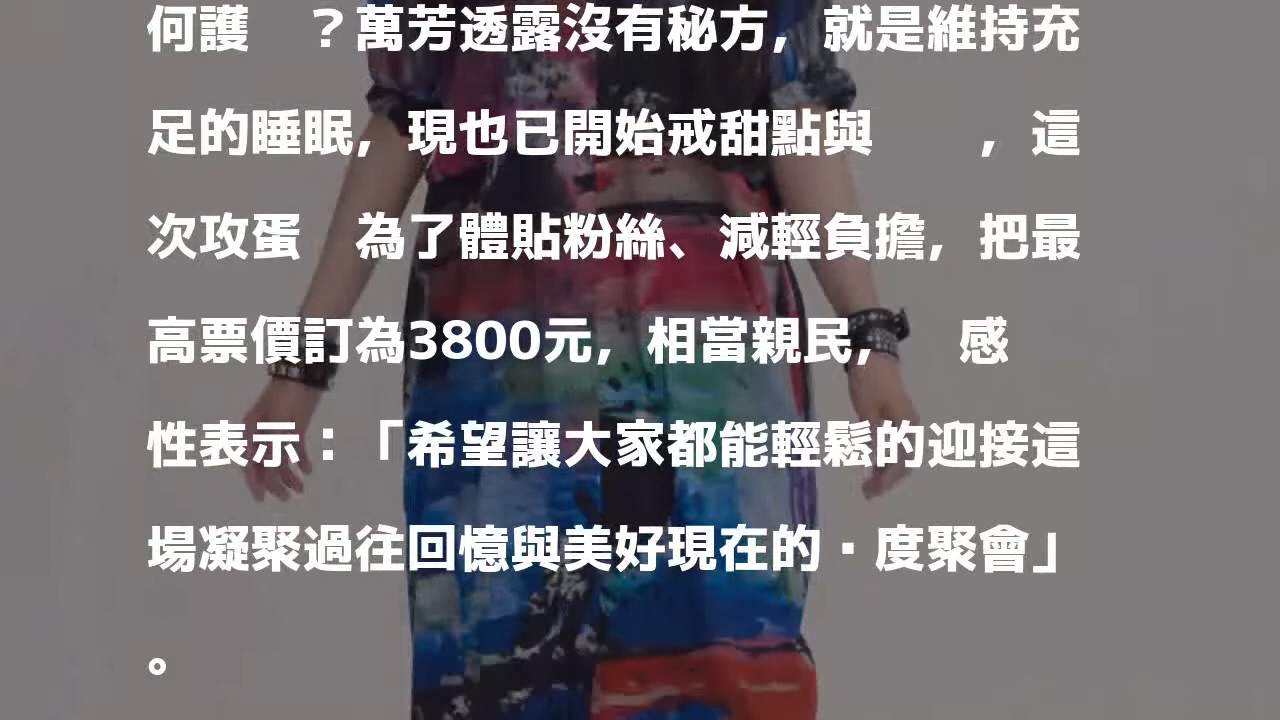 何護　？萬芳透露沒有秘方，就是維持充
足的睡眠，現也已開始戒甜點與　　，這
次攻蛋　為了體貼粉絲、減輕負擔，把最
高票價訂為3800元，相當親民，　　感
性表示：「希望讓大家都能輕鬆的迎接這
場凝聚過往回憶與美好現在的▪度聚會」
。